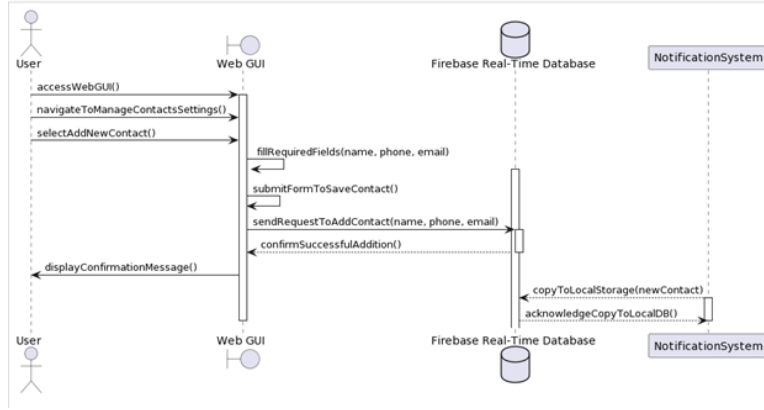 User
Web GUI
Firebase Real-Time Database
NotificationSystem
accessWebGUI()
navigateToManageContactsSettings()
selectAddNewContact()
fillRequiredFields(name, phone, email)
submitFormToSaveContact()
sendRequestToAddContact(name, phone, email)
confirmSuccessfulAddition()
displayConfirmationMessage()
copyToLocalStorage(newContact)
acknowledgeCopyToLocalDB()
User
Web GUI
Firebase Real-Time Database
NotificationSystem